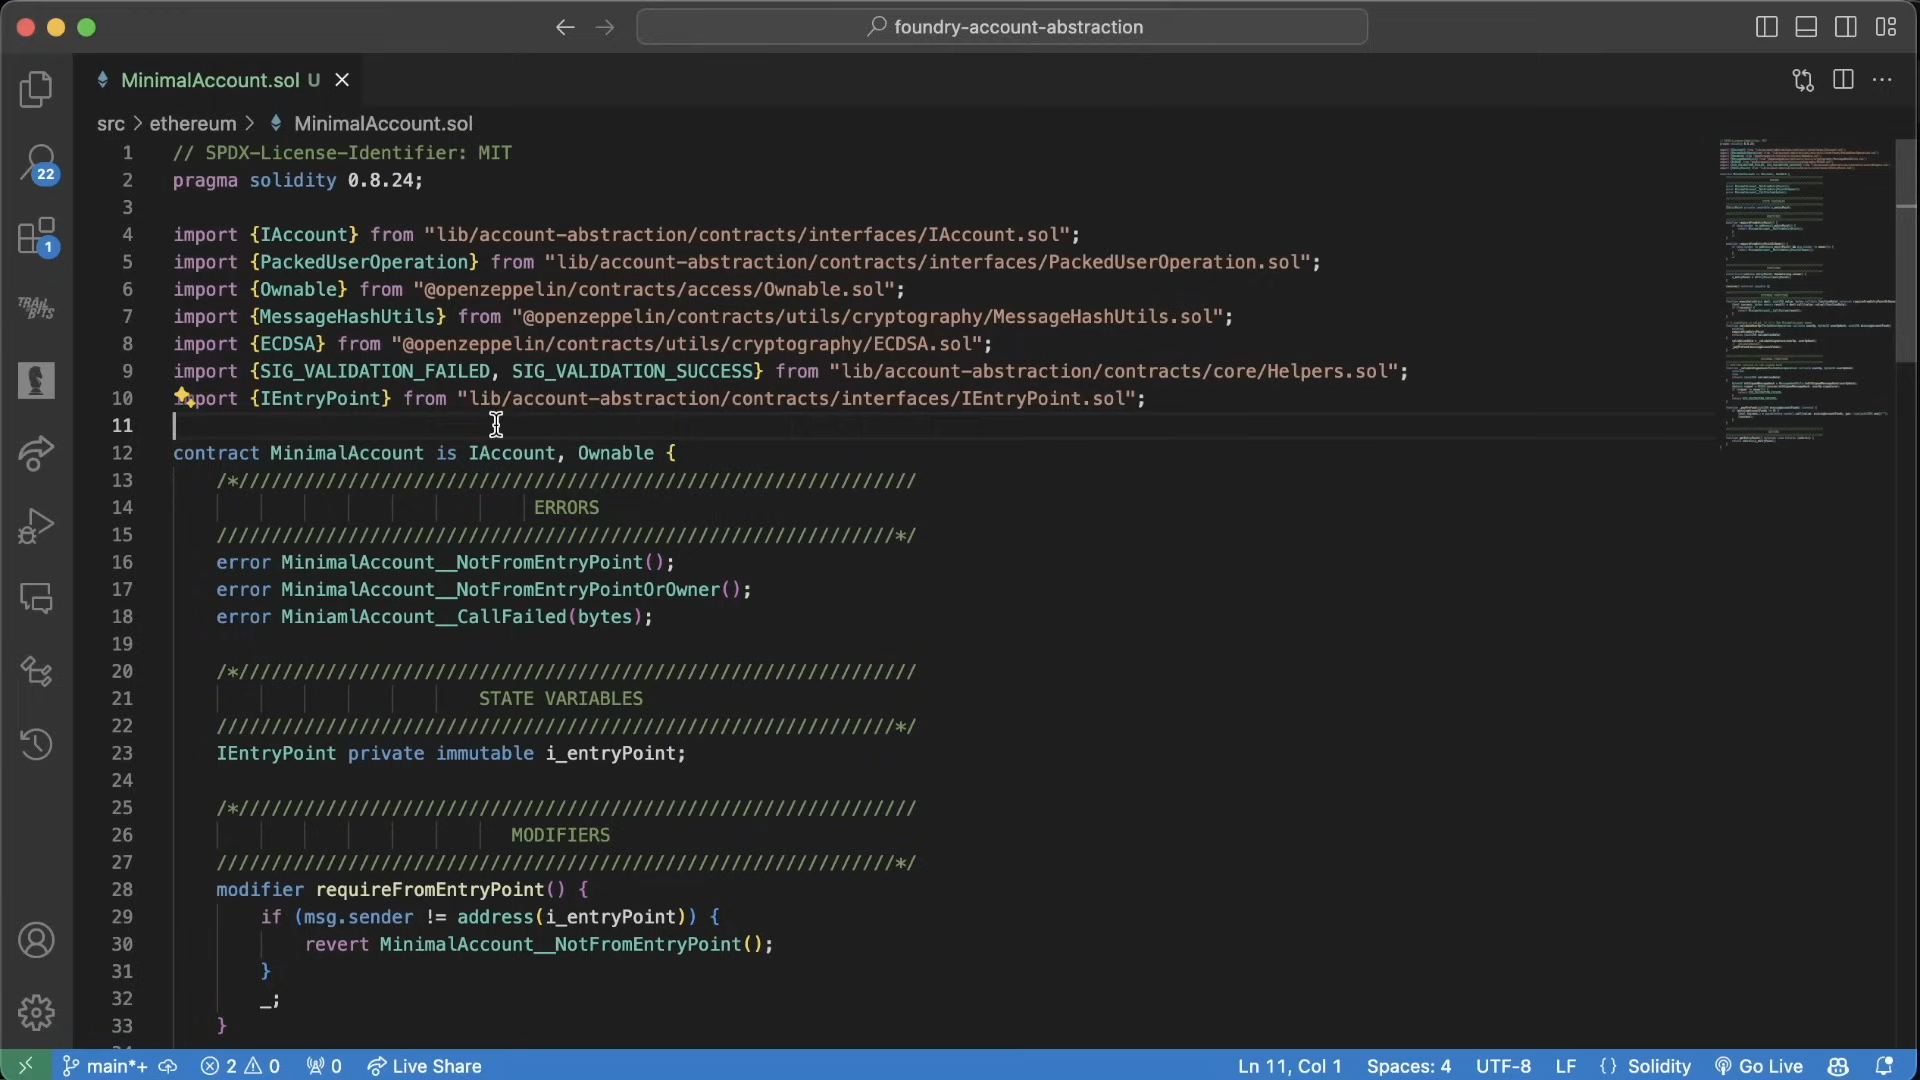 foundry-account-abstraction
MinimalAccount.sol U
src > ethereum > MinimalAccount.sol
22
1
TRAIL OF BITS
1 // SPDX-License-Identifier: MIT
2 pragma solidity 0.8.24;
3
4 import {IAccount} from "lib/account-abstraction/contracts/interfaces/IAccount.sol";
5 import {PackedUserOperation} from "lib/account-abstraction/contracts/interfaces/PackedUserOperation.sol";
6 import {Ownable} from "@openzeppelin/contracts/access/Ownable.sol";
7 import {MessageHashUtils} from "@openzeppelin/contracts/utils/cryptography/MessageHashUtils.sol";
8 import {ECDSA} from "@openzeppelin/contracts/utils/cryptography/ECDSA.sol";
9 import {SIG_VALIDATION_FAILED, SIG_VALIDATION_SUCCESS} from "lib/account-abstraction/contracts/core/Helpers.sol";
10 import {IEntryPoint} from "lib/account-abstraction/contracts/interfaces/IEntryPoint.sol";
11
12 contract MinimalAccount is IAccount, Ownable {
13 /*//////////////////////////////////////////////////////////////
14 ERRORS
15 //////////////////////////////////////////////////////////////*/
16 error MinimalAccount__NotFromEntryPoint();
17 error MinimalAccount__NotFromEntryPointOrOwner();
18 error MiniamlAccount__CallFailed(bytes);
19
20 /*//////////////////////////////////////////////////////////////
21 STATE VARIABLES
22 //////////////////////////////////////////////////////////////*/
23 IEntryPoint private immutable i_entryPoint;
24
25 /*//////////////////////////////////////////////////////////////
26 MODIFIERS
27 //////////////////////////////////////////////////////////////*/
28 modifier requireFromEntryPoint() {
29 if (msg.sender != address(i_entryPoint)) {
30 revert MinimalAccount__NotFromEntryPoint();
31 }
32 _;
33 }
main*+ 2 0 0 Live Share Ln 11, Col 1 Spaces: 4 UTF-8 LF {} Solidity Go Live